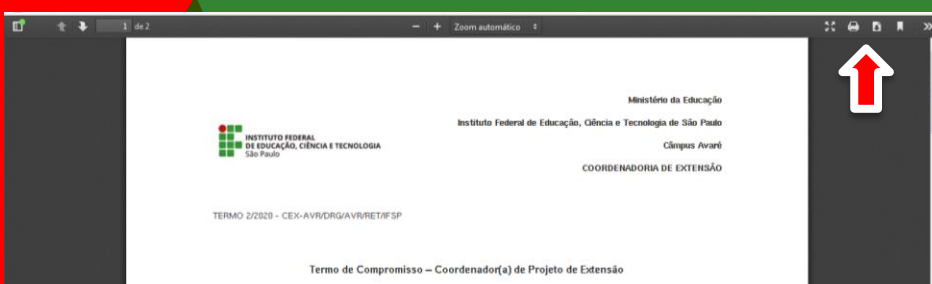 1 de 2 − + Zoom automático
Ministério da Educação
Instituto Federal de Educação, Ciência e Tecnologia de São Paulo
Câmpus Avaré
COORDENADORIA DE EXTENSÃO
INSTITUTO FEDERAL
DE EDUCAÇÃO, CIÊNCIA E TECNOLOGIA
São Paulo
TERMO 2/2020 - CEX-AVR/DRG/AVR/RET/IFSP
Termo de Compromisso – Coordenador(a) de Projeto de Extensão